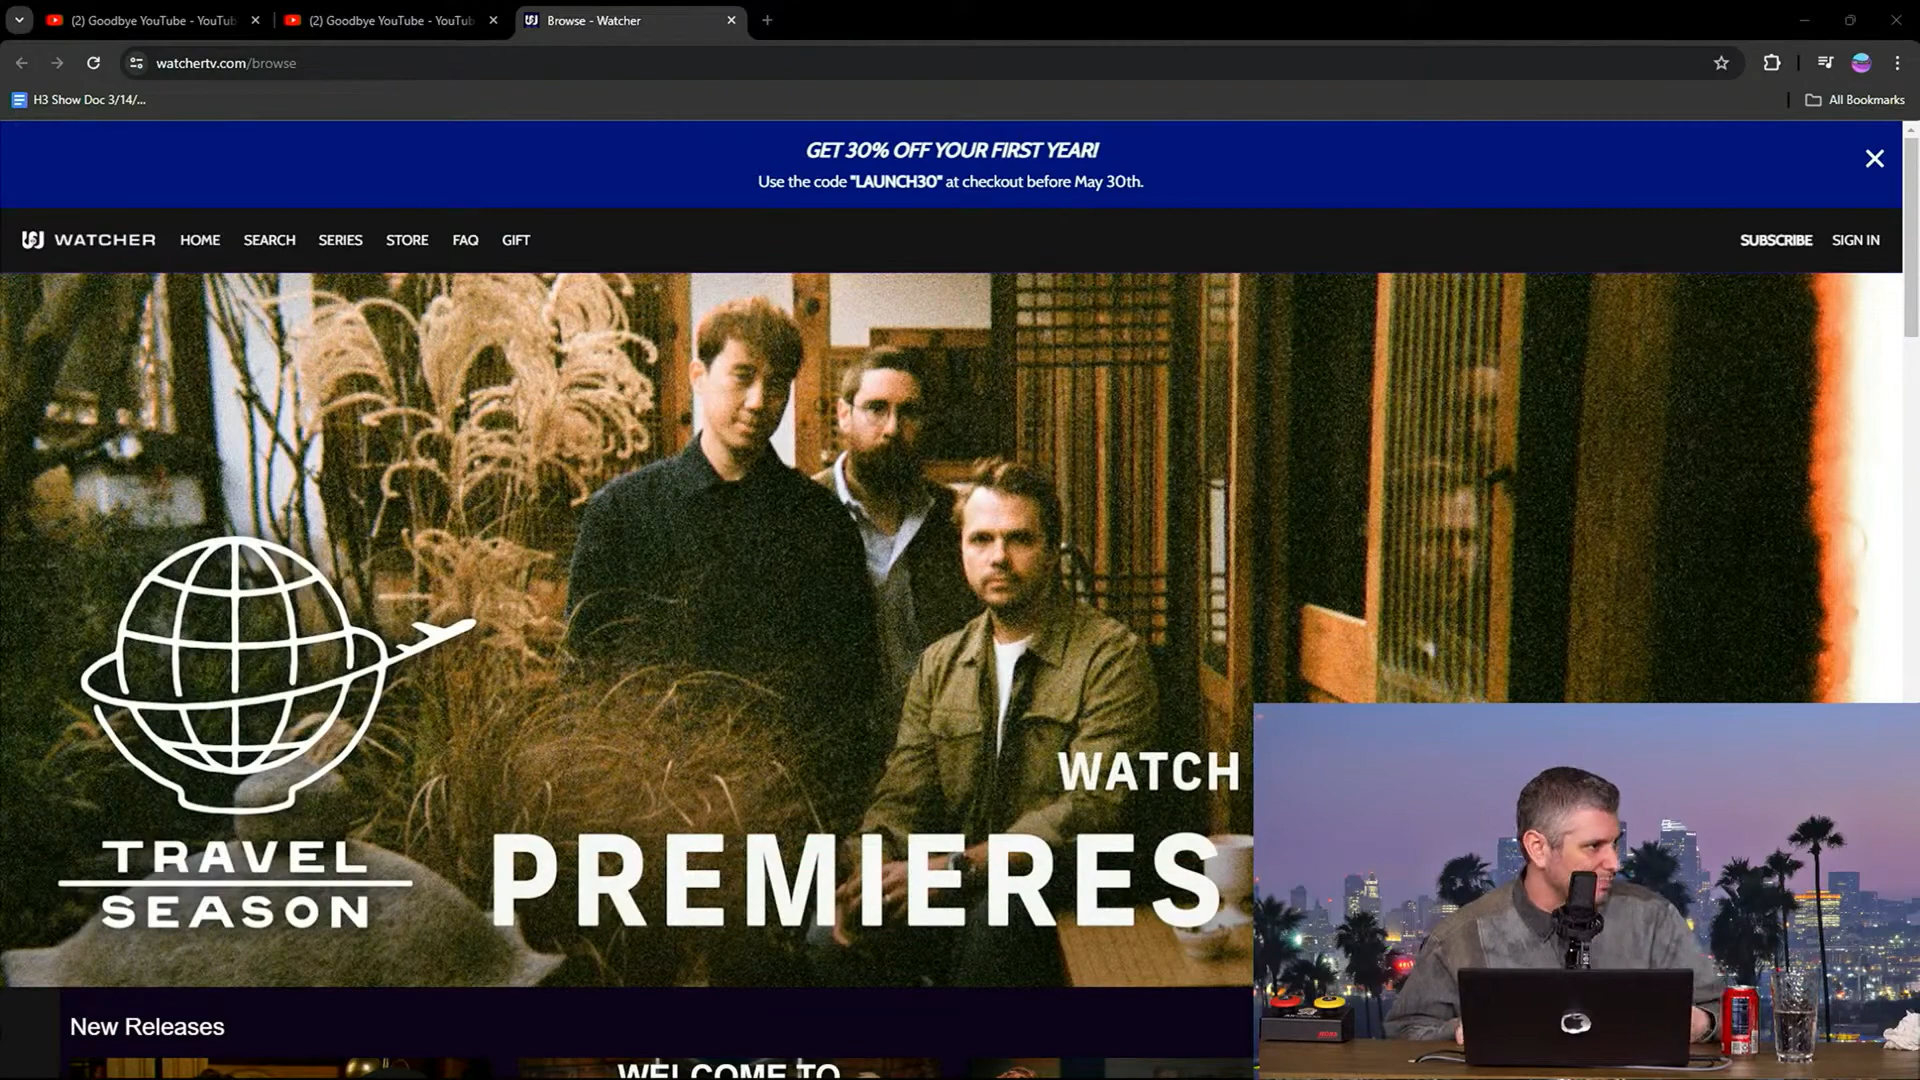 (2) Goodbye YouTube - YouTub
(2) Goodbye YouTube - YouTub
Browse - Watcher
watchertv.com/browse
H3 Show Doc 3/14/...
All Bookmarks
GET 30% OFF YOUR FIRST YEAR!
Use the code "LAUNCH30" at checkout before May 30th.
WATCHER HOME SEARCH SERIES STORE FAQ GIFT SUBSCRIBE SIGN IN
WATCH
PREMIERES
TRAVEL
SEASON
New Releases
WELCOME TO